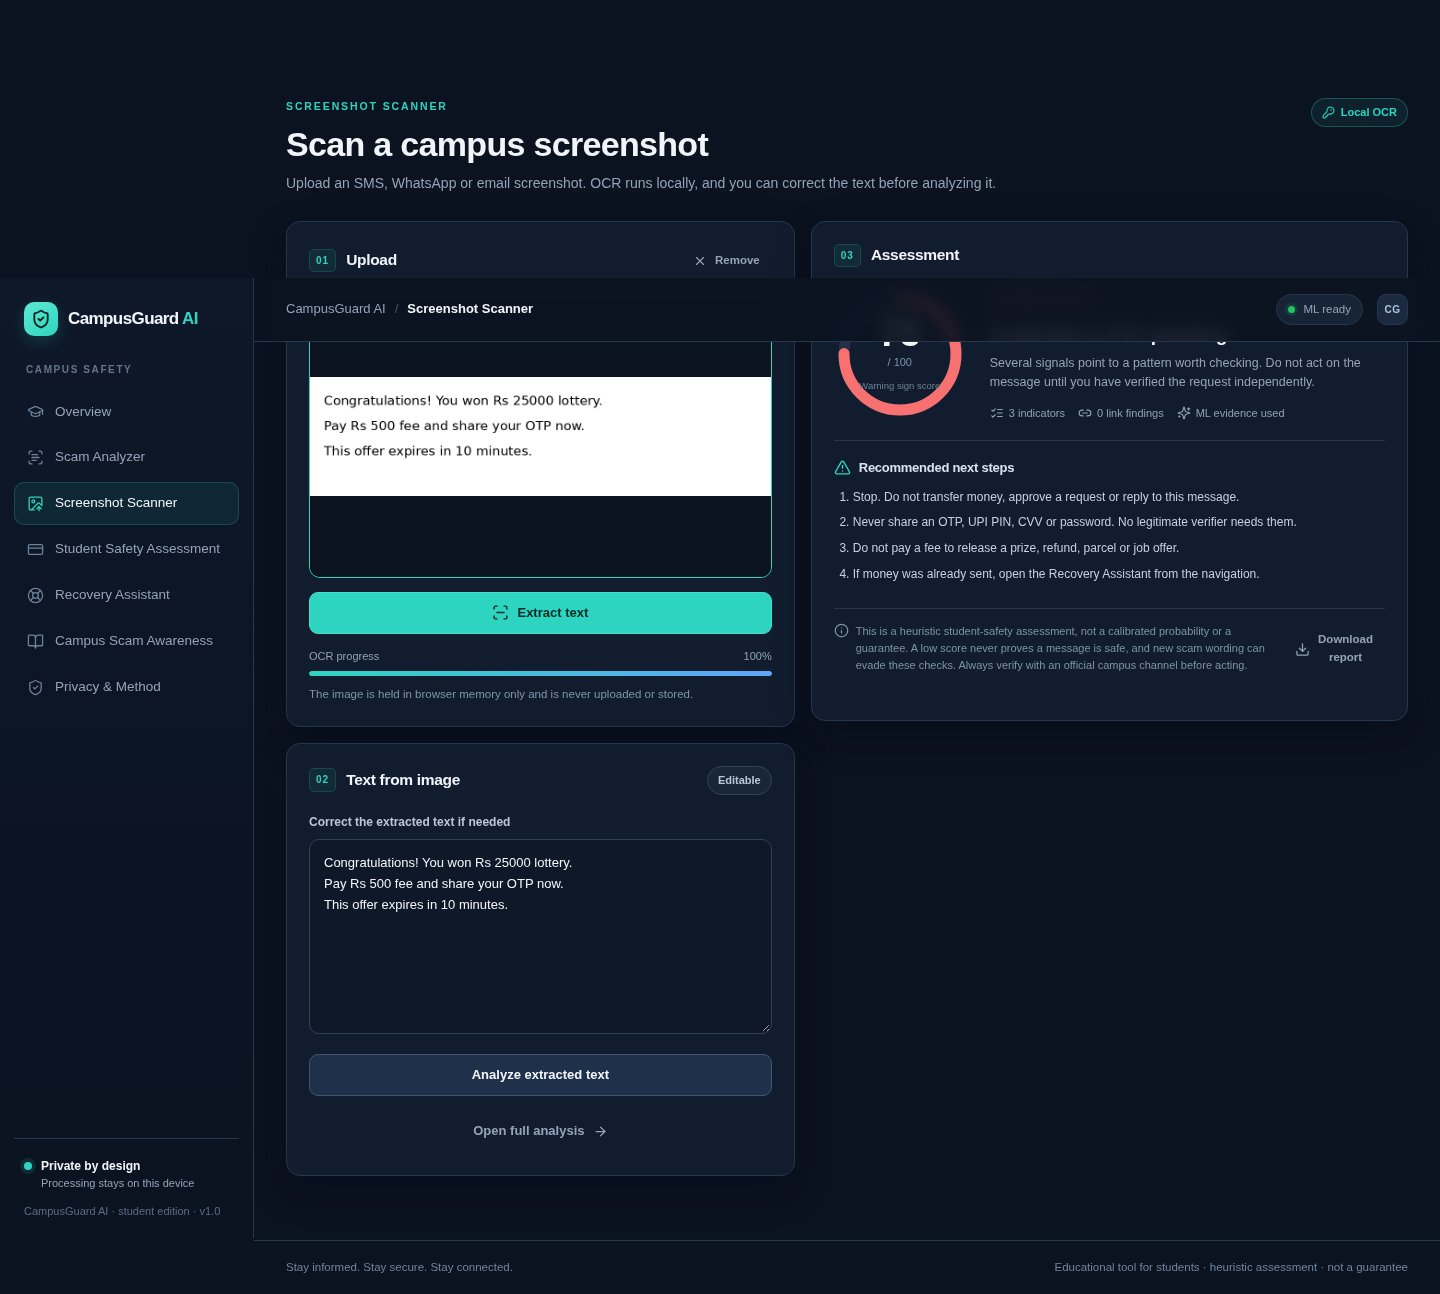 SCREENSHOT SCANNER
Scan a campus screenshot
Upload an SMS, WhatsApp or email screenshot. OCR runs locally, and you can correct the text before analyzing it.
Local OCR
01 Upload
Remove
03 Assessment
CampusGuard AI
CAMPUS SAFETY
Overview
Scam Analyzer
Screenshot Scanner
Student Safety Assessment
Recovery Assistant
Campus Scam Awareness
Privacy & Method
Private by design
Processing stays on this device
CampusGuard AI · student edition · v1.0
CampusGuard AI / Screenshot Scanner
ML ready
CG
Congratulations! You won Rs 25000 lottery.
Pay Rs 500 fee and share your OTP now.
This offer expires in 10 minutes.
Extract text
OCR progress
100%
The image is held in browser memory only and is never uploaded or stored.
/ 100
Warning sign score
Several signals point to a pattern worth checking. Do not act on the
message until you have verified the request independently.
3 indicators
0 link findings
ML evidence used
Recommended next steps
1. Stop. Do not transfer money, approve a request or reply to this message.
2. Never share an OTP, UPI PIN, CVV or password. No legitimate verifier needs them.
3. Do not pay a fee to release a prize, refund, parcel or job offer.
4. If money was already sent, open the Recovery Assistant from the navigation.
This is a heuristic student-safety assessment, not a calibrated probability or a
guarantee. A low score never proves a message is safe, and new scam wording can
evade these checks. Always verify with an official campus channel before acting.
Download
report
02 Text from image
Editable
Correct the extracted text if needed
Congratulations! You won Rs 25000 lottery.
Pay Rs 500 fee and share your OTP now.
This offer expires in 10 minutes.
Analyze extracted text
Open full analysis
Stay informed. Stay secure. Stay connected.
Educational tool for students · heuristic assessment · not a guarantee